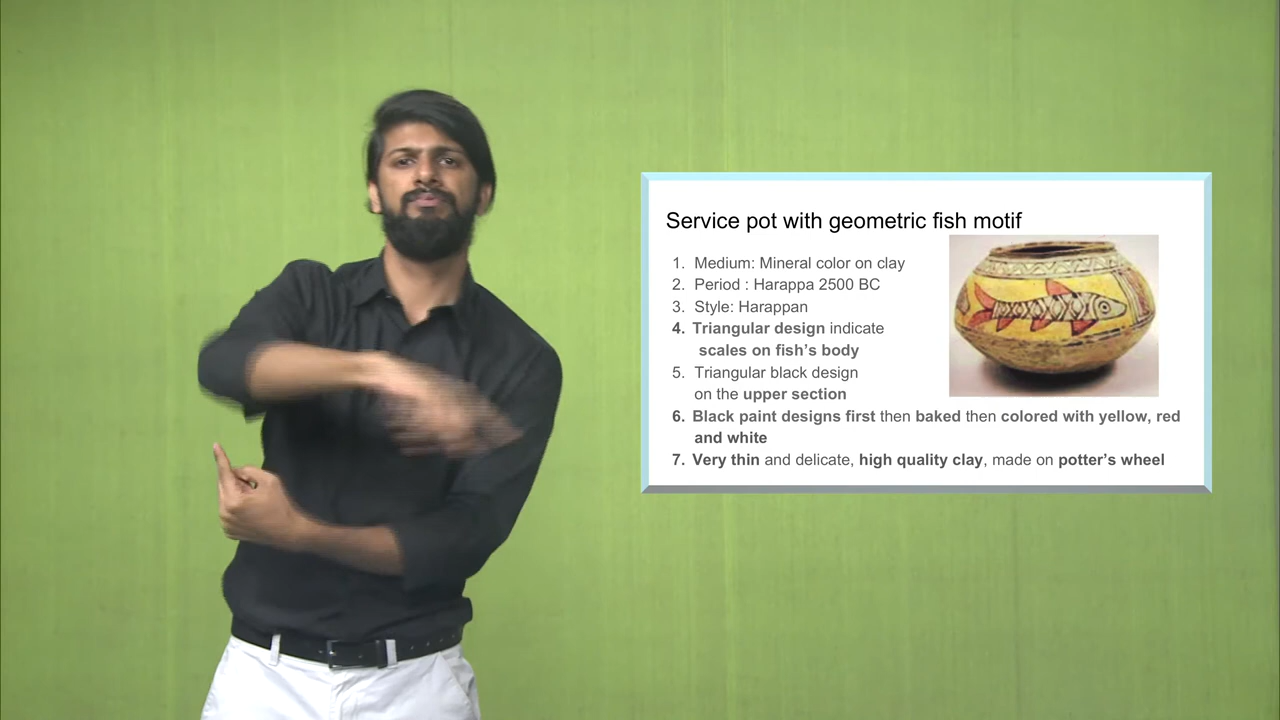 Service pot with geometric fish motif
1. Medium: Mineral color on clay
2. Period : Harappa 2500 BC
3. Style: Harappan
4. Triangular design indicate
scales on fish's body
5. Triangular black design
on the upper section
6. Black paint designs first then baked then colored with yellow, red
and white
7. Very thin and delicate, high quality clay, made on potter's wheel